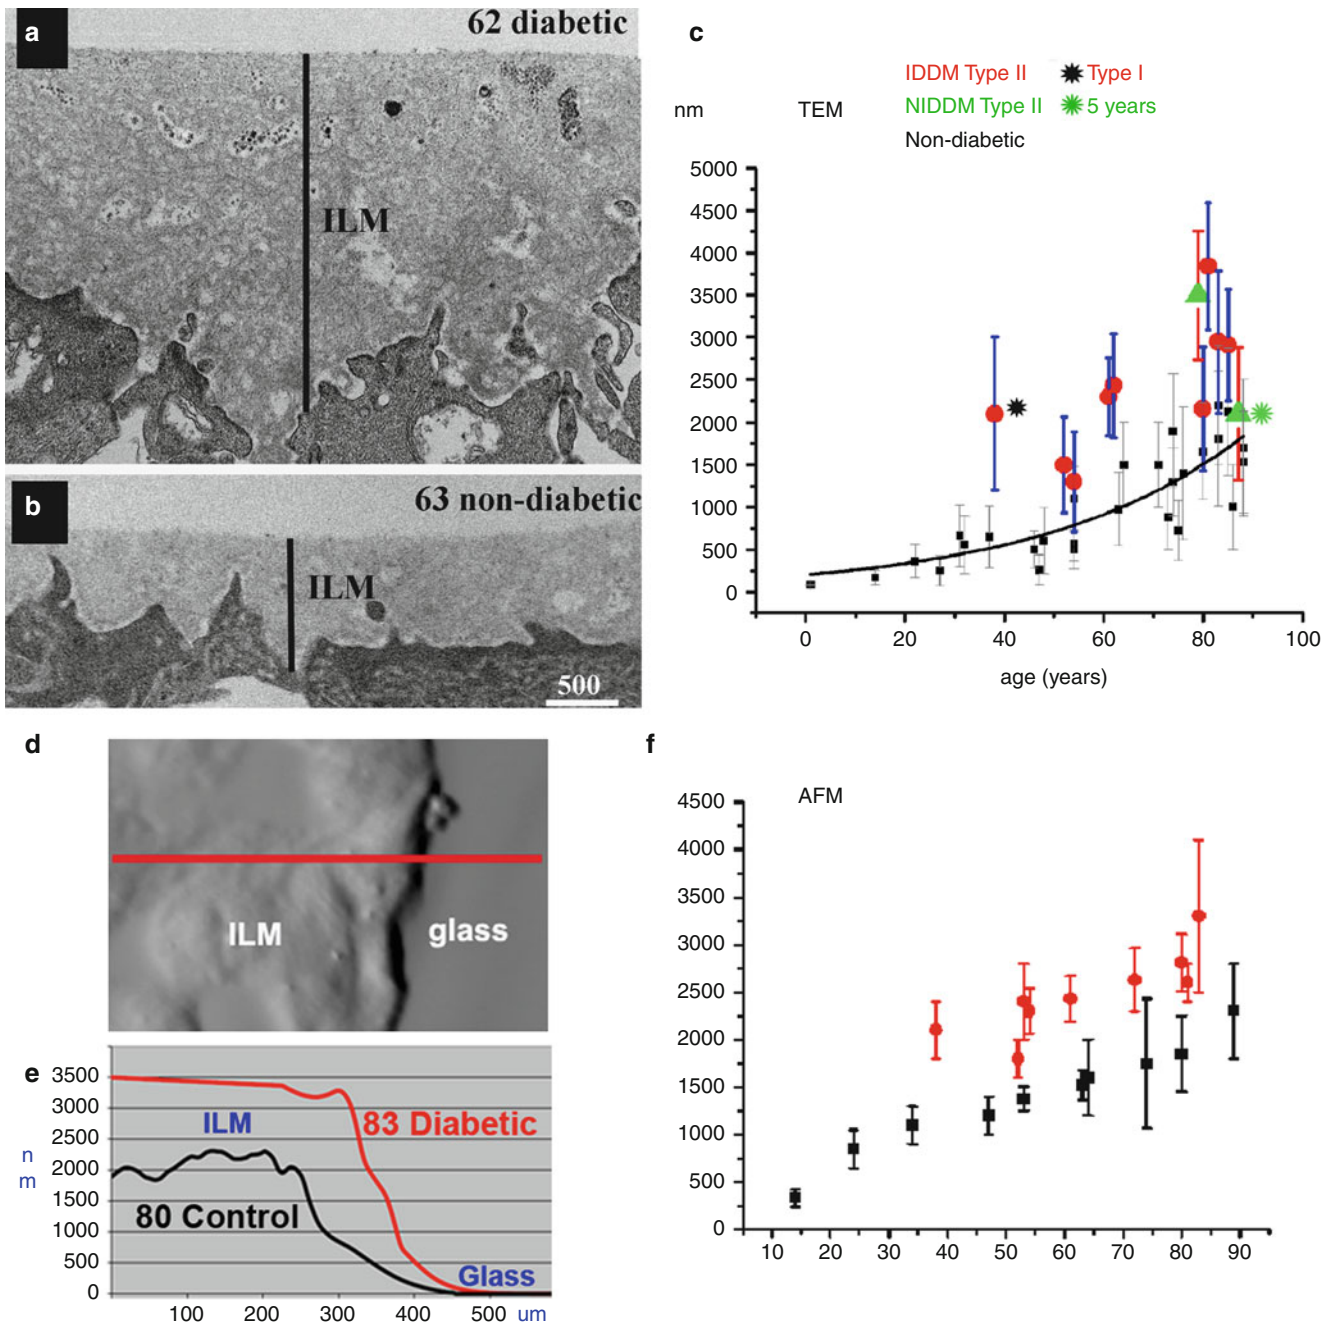 a
62 diabetic
ILM
b
63 non-diabetic
ILM
500
c
IDDM Type II
Type I
NIDDM Type II
5 years
Non-diabetic
nm
TEM
5000
4500
4000
3500
3000
2500
2000
1500
1000
500
0
0 20 40 60 80 100
age (years)
d
ILM
glass
e
3500
3000
2500
2000
1500
1000
500
0
n
m
ILM
83 Diabetic
80 Control
Glass
100 200 300 400 500 um
f
AFM
4500
4000
3500
3000
2500
2000
1500
1000
500
0
10 20 30 40 50 60 70 80 90